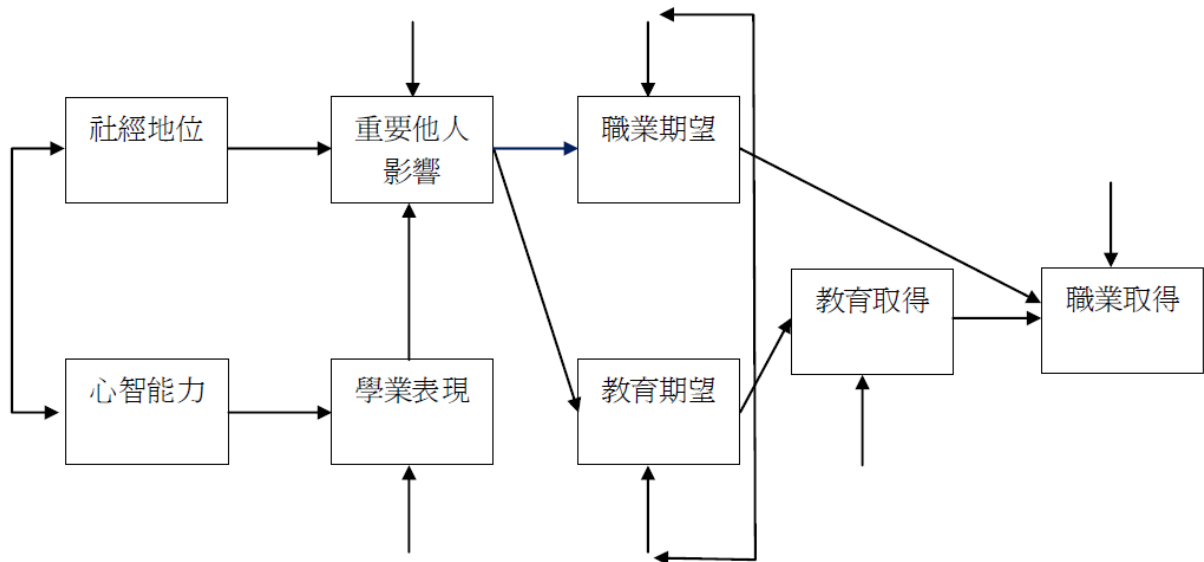 社經地位
重要他人
影響
職業期望
教育取得
職業取得
心智能力
學業表現
教育期望